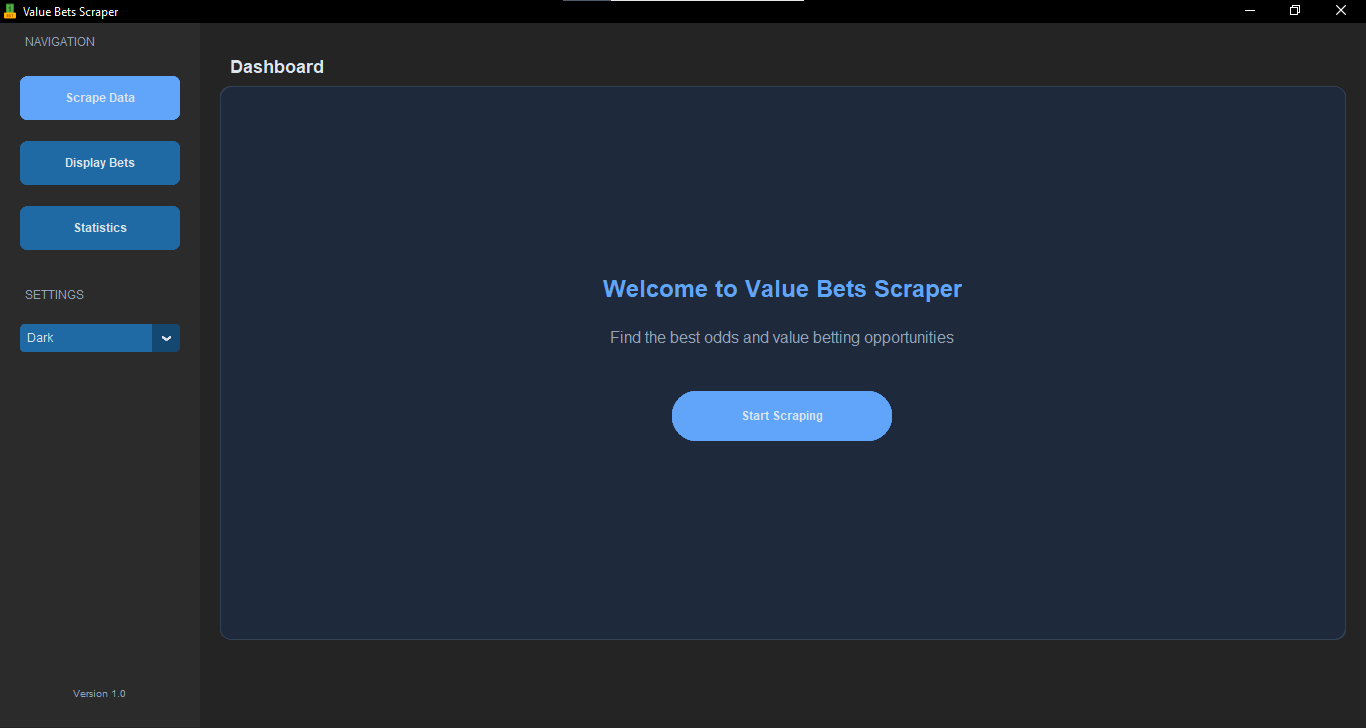 Value Bets Scraper
NAVIGATION
Scrape Data
Display Bets
Statistics
SETTINGS
Dark
Version 1.0
Dashboard
Welcome to Value Bets Scraper
Find the best odds and value betting opportunities
Start Scraping